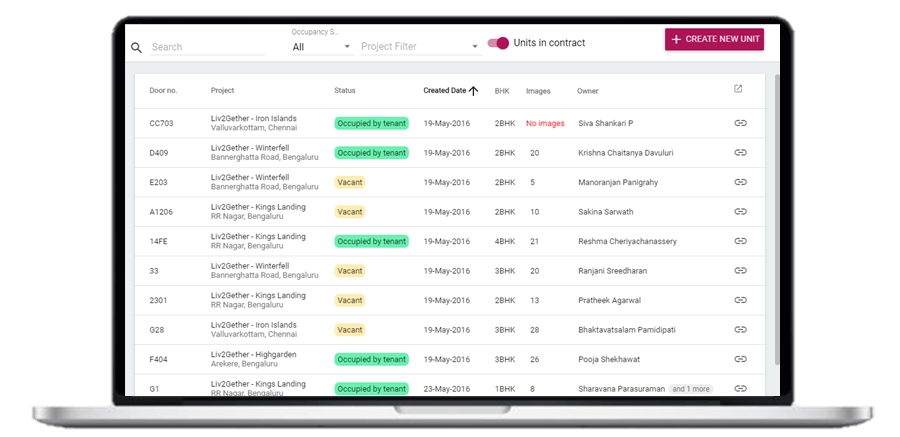 Occupancy S...
Search
All
Project Filter
Units in contract
+ CREATE NEW UNIT
Door no. Project Status Created Date BHK Images Owner
CC703 Liv2Gether - Iron Islands Occupied by tenant 19-May-2016 2BHK No images Siva Shankari P
Valluvarkottam, Chennai
D409 Liv2Gether - Winterfell Occupied by tenant 19-May-2016 2BHK 20 Krishna Chaitanya Davuluri
Bannerghatta Road, Bengaluru
E203 Liv2Gether - Winterfell Vacant 19-May-2016 2BHK 5 Manoranjan Panigrahy
Bannerghatta Road, Bengaluru
A1206 Liv2Gether - Kings Landing Vacant 19-May-2016 2BHK 10 Sakina Sarwath
RR Nagar, Bengaluru
14FE Liv2Gether - Kings Landing Occupied by tenant 19-May-2016 4BHK 21 Reshma Cheriyachanassery
RR Nagar, Bengaluru
33 Liv2Gether - Winterfell Vacant 19-May-2016 3BHK 20 Ranjani Sreedharan
Bannerghatta Road, Bengaluru
2301 Liv2Gether - Kings Landing Vacant 19-May-2016 2BHK 13 Pratheek Agarwal
RR Nagar, Bengaluru
G28 Liv2Gether - Iron Islands Vacant 19-May-2016 3BHK 28 Bhaktavatsalam Pamidipati
Valluvarkottam, Chennai
F404 Liv2Gether - Highgarden Occupied by tenant 19-May-2016 3BHK 26 Pooja Shekhawat
Arekere, Bengaluru
G1 Liv2Gether - Kings Landing Occupied by tenant 23-May-2016 1BHK 8 Sharavana Parasuraman and 1 more
RR Nagar, Bengaluru